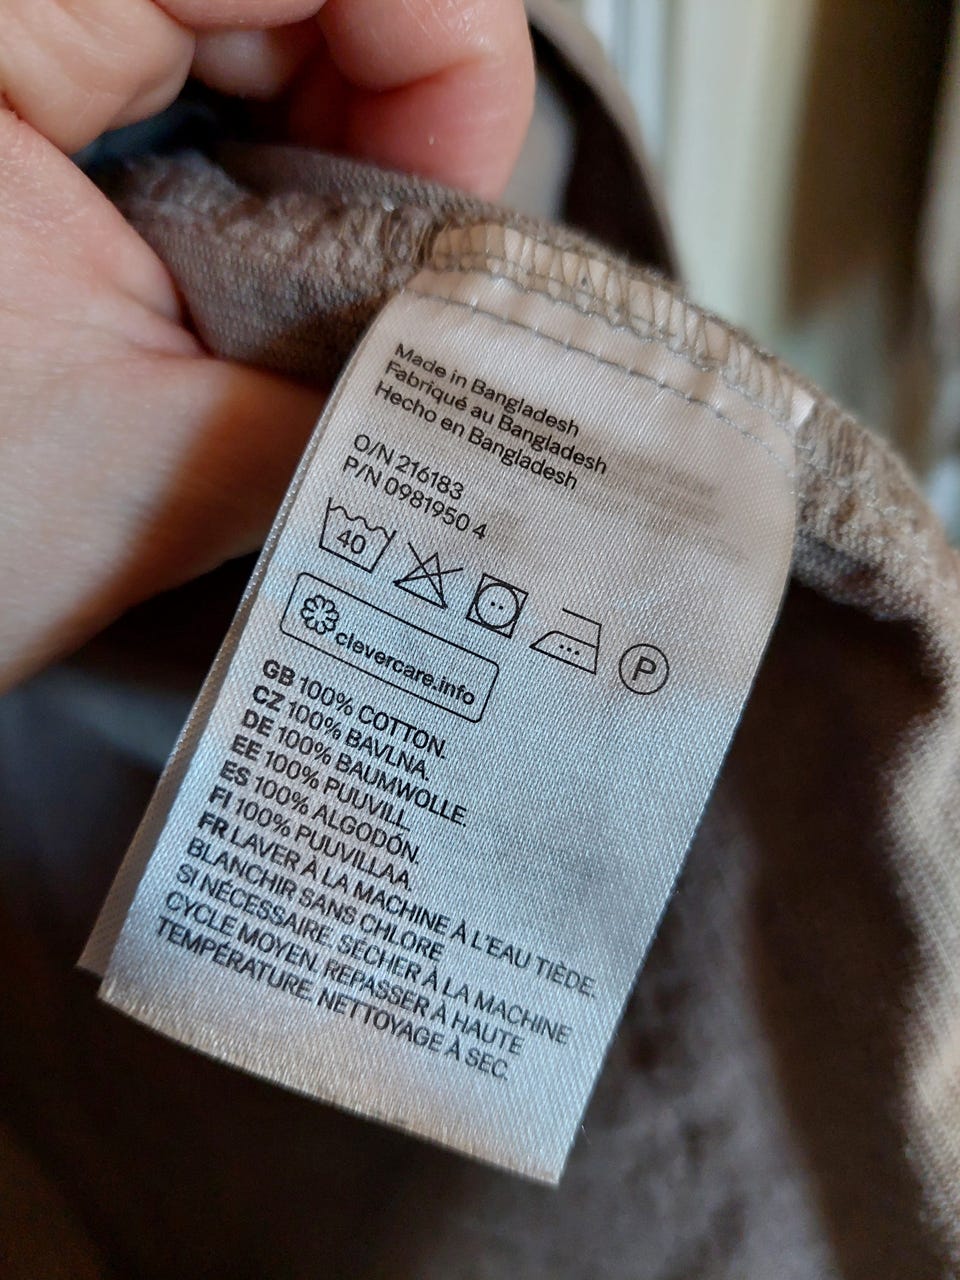 Made in Bangladesh
Fabriqué au Bangladesh
Hecho en Bangladesh
O/N 216183
P/N 0981950 4
40
P
clevercare.info
GB 100% COTTON.
CZ 100% BAVLNA.
DE 100% BAUMWOLLE.
EE 100% PUUVILL.
ES 100% ALGODÓN.
FI 100% PUUVILLAA.
FR LAVER À LA MACHINE À L'EAU TIÈDE.
BLANCHIR SANS CHLORE
SI NÉCESSAIRE. SÉCHER À LA MACHINE
CYCLE MOYEN. REPASSER À HAUTE
TEMPÉRATURE. NETTOYAGE À SEC.